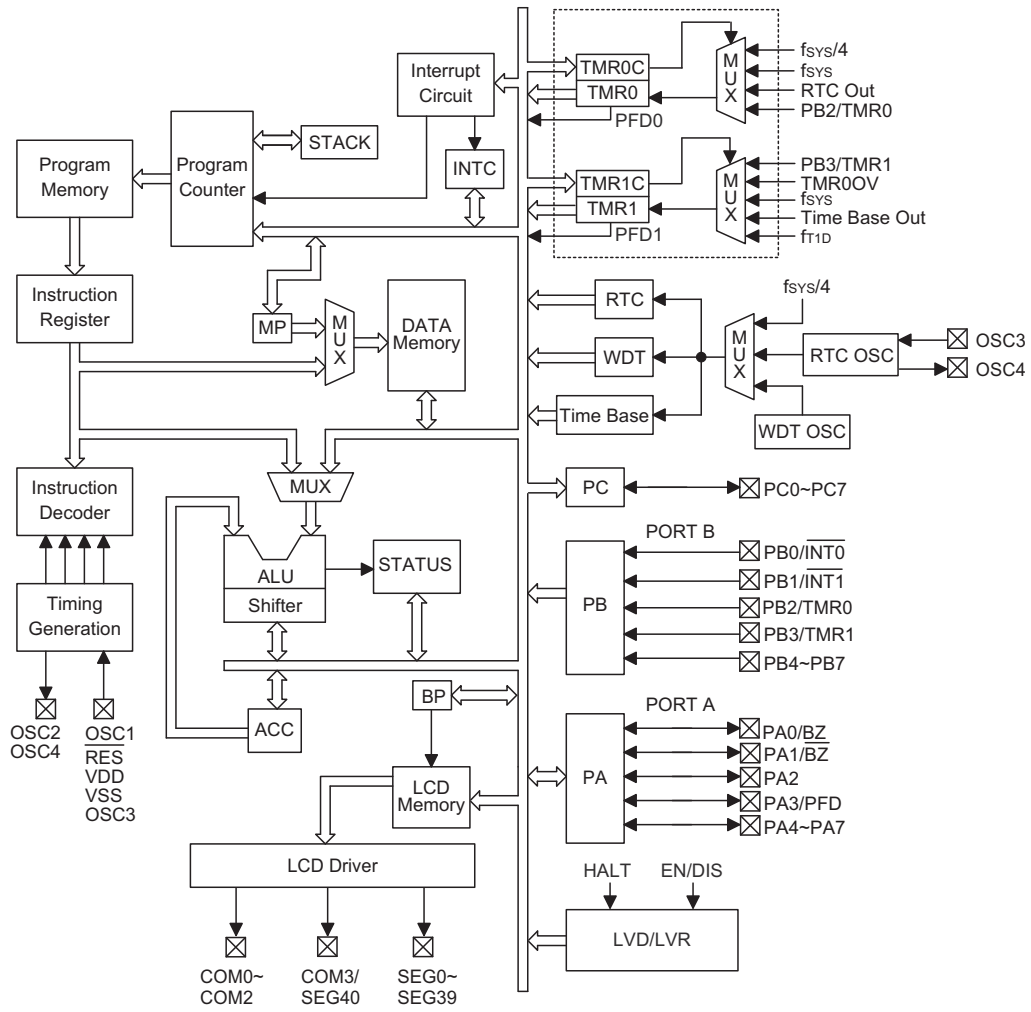 Interrupt
Circuit
STACK
Program
Memory
Program
Counter
INTC
TMR0C
TMR0
PFD0
MUX
fSYS/4
fSYS
RTC Out
PB2/TMR0
TMR1C
TMR1
PFD1
MUX
PB3/TMR1
TMR0OV
fSYS
Time Base Out
fT1D
Instruction
Register
MP
MUX
DATA
Memory
RTC
WDT
Time Base
MUX
fSYS/4
RTC OSC
OSC3
OSC4
WDT OSC
Instruction
Decoder
MUX
ALU
Shifter
STATUS
PC
PC0~PC7
Timing
Generation
PORT B
PB
PB0/INT0
PB1/INT1
PB2/TMR0
PB3/TMR1
PB4~PB7
OSC2
OSC4
OSC1
RES
VDD
VSS
OSC3
ACC
BP
LCD
Memory
PORT A
PA
PA0/BZ
PA1/BZ
PA2
PA3/PFD
PA4~PA7
LCD Driver
HALT
EN/DIS
LVD/LVR
COM0~
COM2
COM3/
SEG40
SEG0~
SEG39